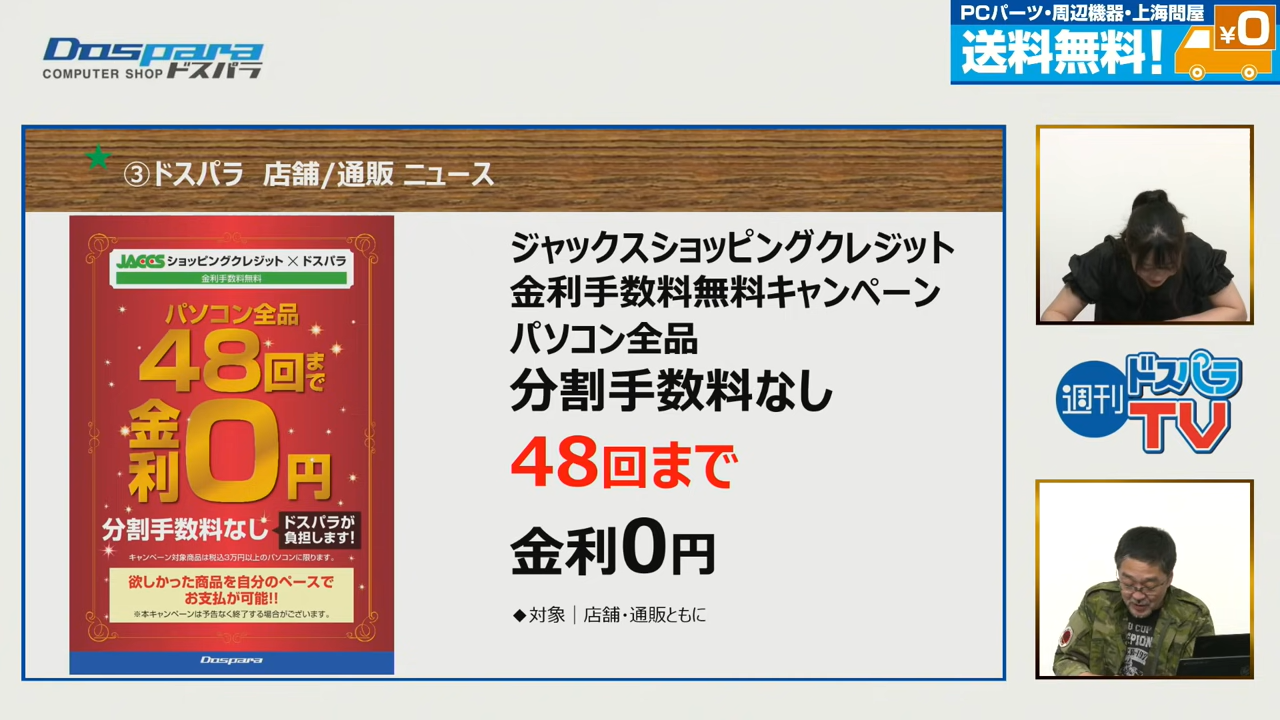 Dospara
COMPUTER SHOP ドスパラ
PCパーツ・周辺機器・上海問屋
送料無料!
¥0
③ドスパラ 店舗/通販 ニュース
JACCS ショッピングクレジット×ドスパラ
金利手数料無料
パソコン全品
48回まで
金利0円
分割手数料なし
ドスパラが
負担します!
キャンペーン対象商品は税込3万円以上のパソコンに限ります。
欲しかった商品を自分のペースで
お支払が可能!!
※本キャンペーンは予告なく終了する場合がございます。
Dospara
ジャックスショッピングクレジット
金利手数料無料キャンペーン
パソコン全品
分割手数料なし
48回まで
金利0円
◆対象│店舗・通販ともに
週刊
ドスパラ
TV